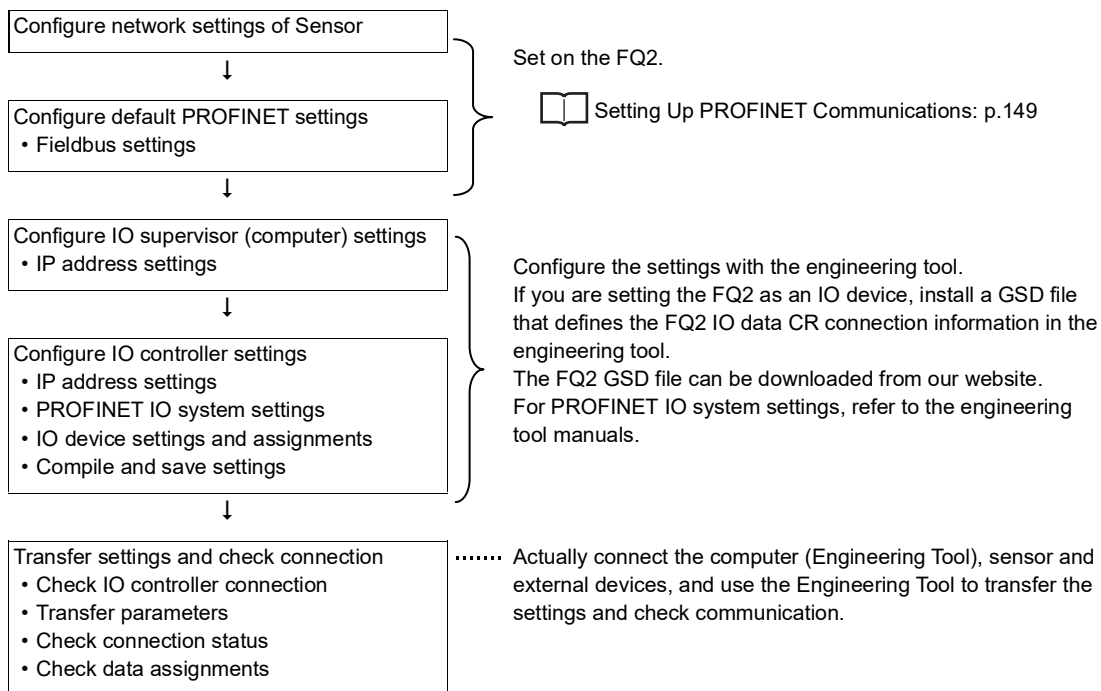 Configure network settings of Sensor
↓
Configure default PROFINET settings
• Fieldbus settings
↓
Set on the FQ2.
Setting Up PROFINET Communications: p.149
Configure IO supervisor (computer) settings
• IP address settings
↓
Configure IO controller settings
• IP address settings
• PROFINET IO system settings
• IO device settings and assignments
• Compile and save settings
↓
Configure the settings with the engineering tool.
If you are setting the FQ2 as an IO device, install a GSD file
that defines the FQ2 IO data CR connection information in the
engineering tool.
The FQ2 GSD file can be downloaded from our website.
For PROFINET IO system settings, refer to the engineering
tool manuals.
Transfer settings and check connection
• Check IO controller connection
• Transfer parameters
• Check connection status
• Check data assignments
Actually connect the computer (Engineering Tool), sensor and
external devices, and use the Engineering Tool to transfer the
settings and check communication.